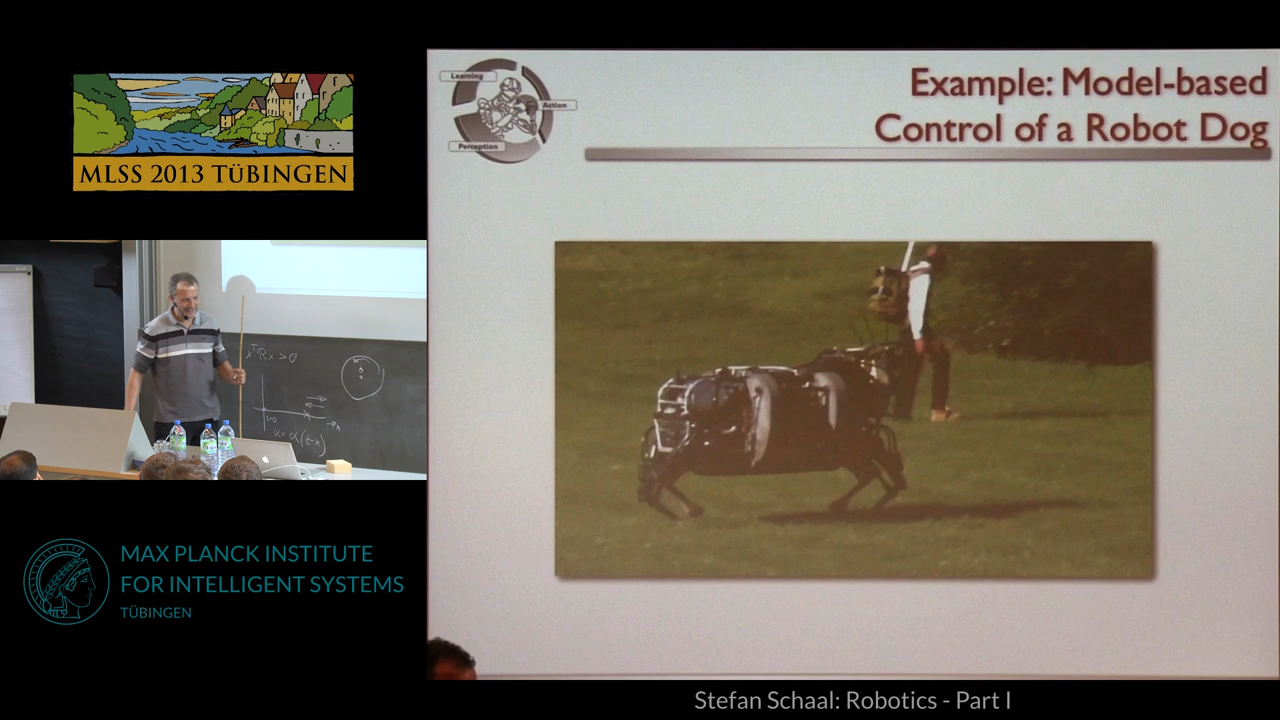 MLSS 2013 TÜBINGEN
Learning
Action
Perception
Example: Model-based
Control of a Robot Dog
MAX PLANCK INSTITUTE
FOR INTELLIGENT SYSTEMS
TÜBINGEN
Stefan Schaal: Robotics - Part I